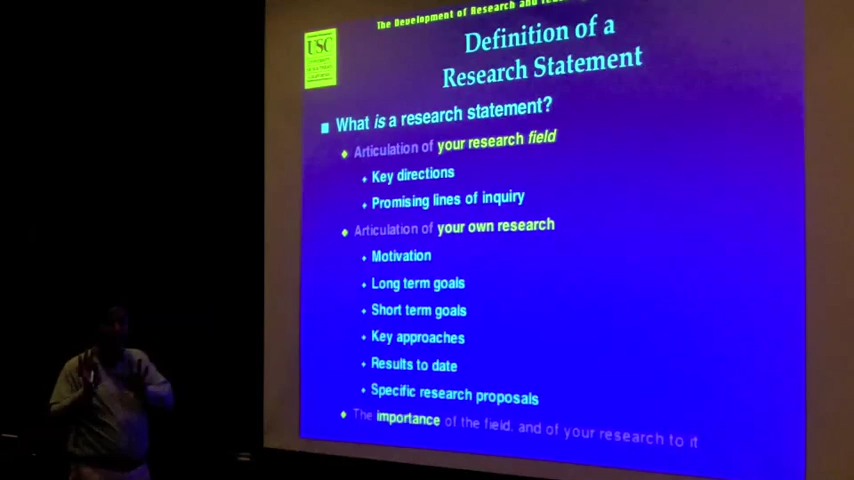 The Development of Research and
USC
Definition of a
Research Statement
What is a research statement?
Articulation of your research field
Key directions
Promising lines of inquiry
Articulation of your own research
Motivation
Long term goals
Short term goals
Key approaches
Results to date
Specific research proposals
The importance of the field, and of your research to it